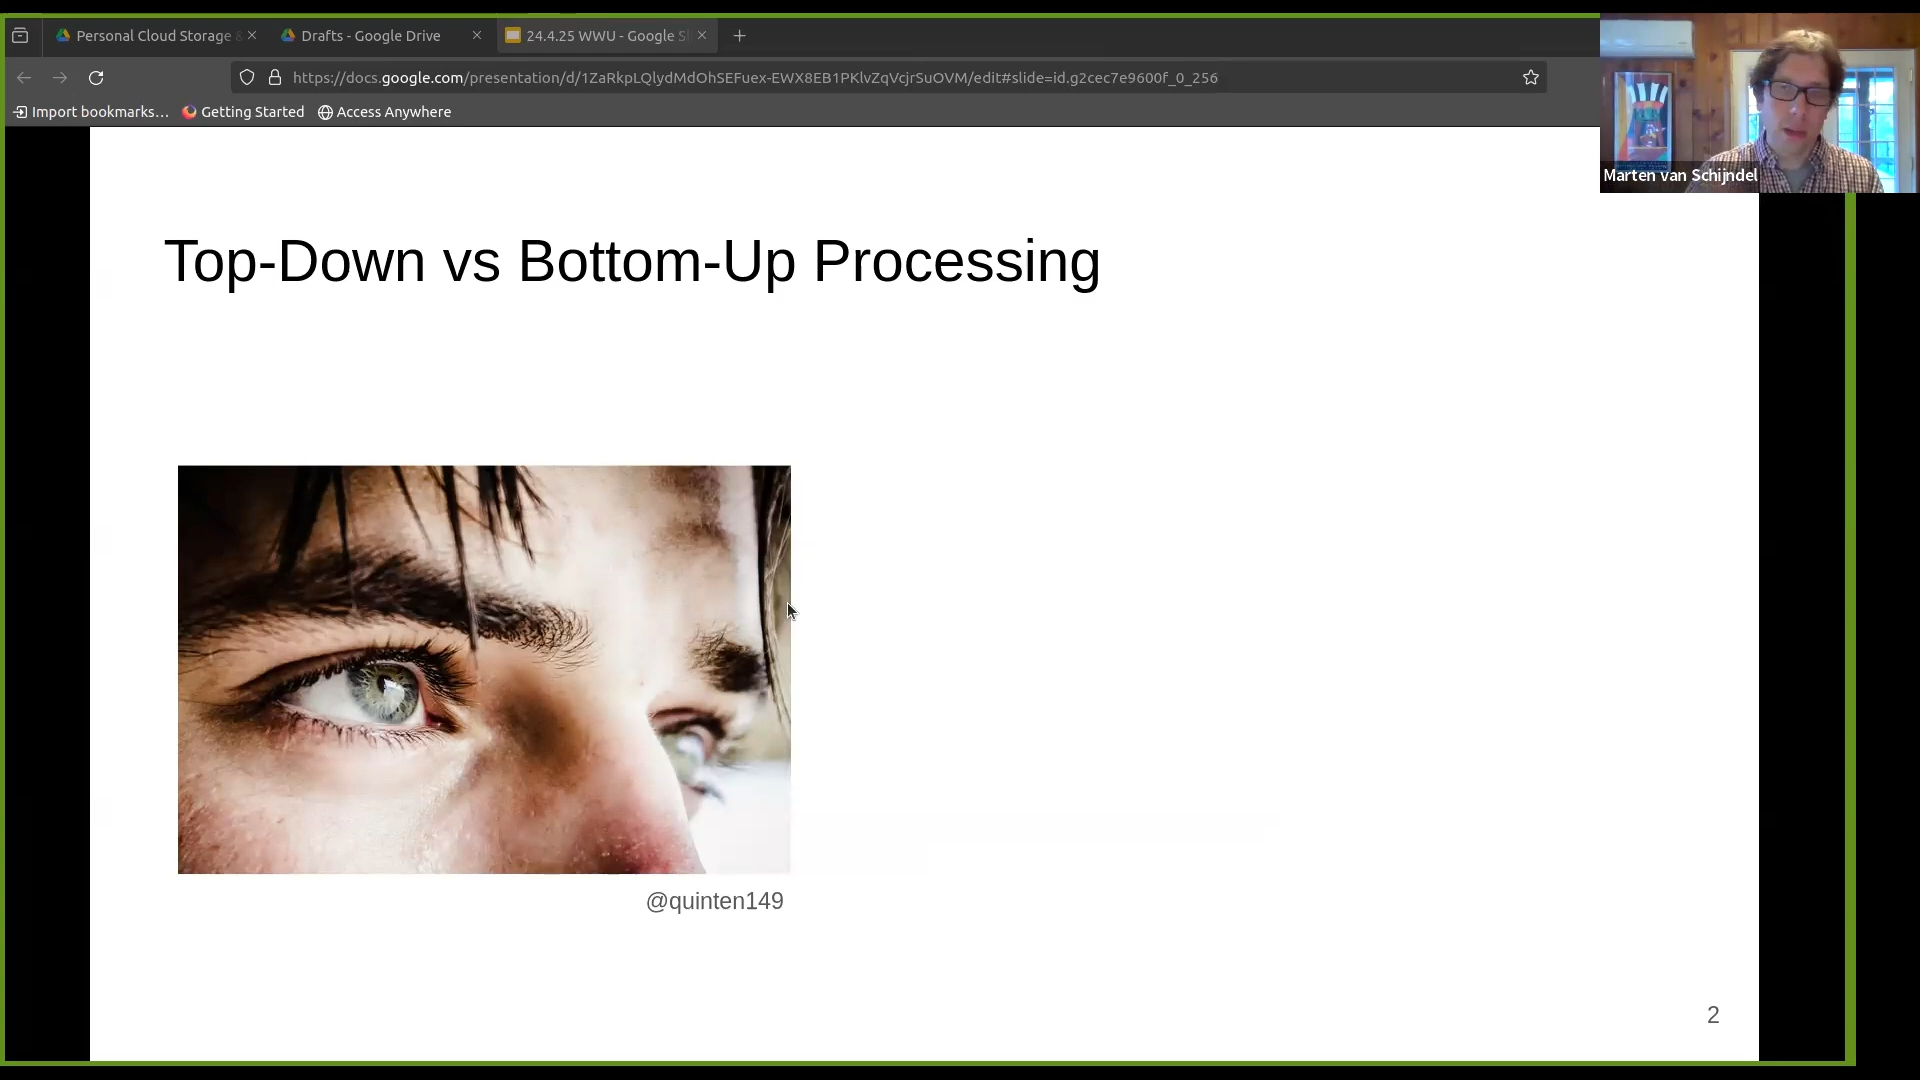 Personal Cloud Storage
Drafts - Google Drive
24.4.25 WWU - Google S
https://docs.google.com/presentation/d/1ZaRkpLQlydMdOhSEFuex-EWX8EB1PKlvZqVcjrSuOVM/edit#slide=id.g2cec7e9600f_0_256
Import bookmarks...
Getting Started
Access Anywhere
Marten van Schijndel
Top-Down vs Bottom-Up Processing
@quinten149
2